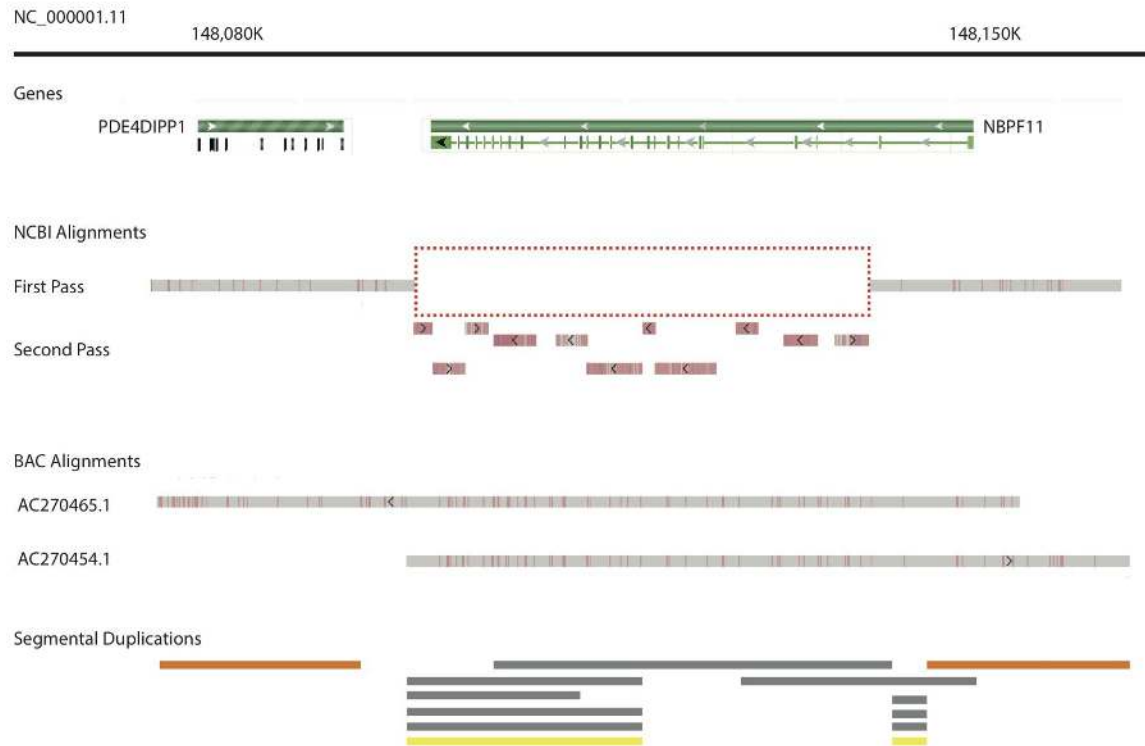 NC_000001.11
148,080K 148,150K
Genes
PDE4DIPP1 NBPF11
NCBI Alignments
First Pass
Second Pass
BAC Alignments
AC270465.1
AC270454.1
Segmental Duplications